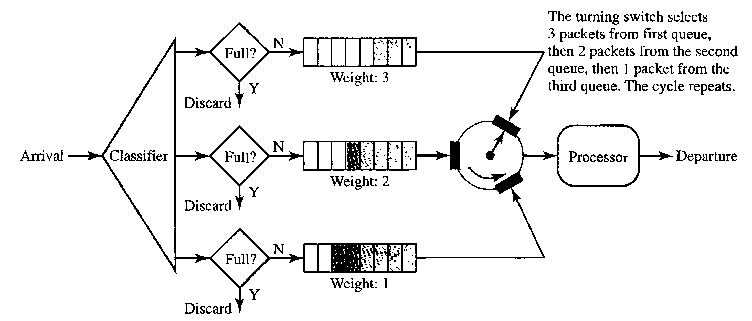 The turning switch selects
3 packets from first queue,
then 2 packets from the second
queue, then 1 packet from the
third queue. The cycle repeats.
Full?
N
Y
Discard
Weight: 3
Arrival
Classifier
Full?
N
Y
Discard
Weight: 2
Processor
Departure
Full?
N
Y
Discard
Weight: 1